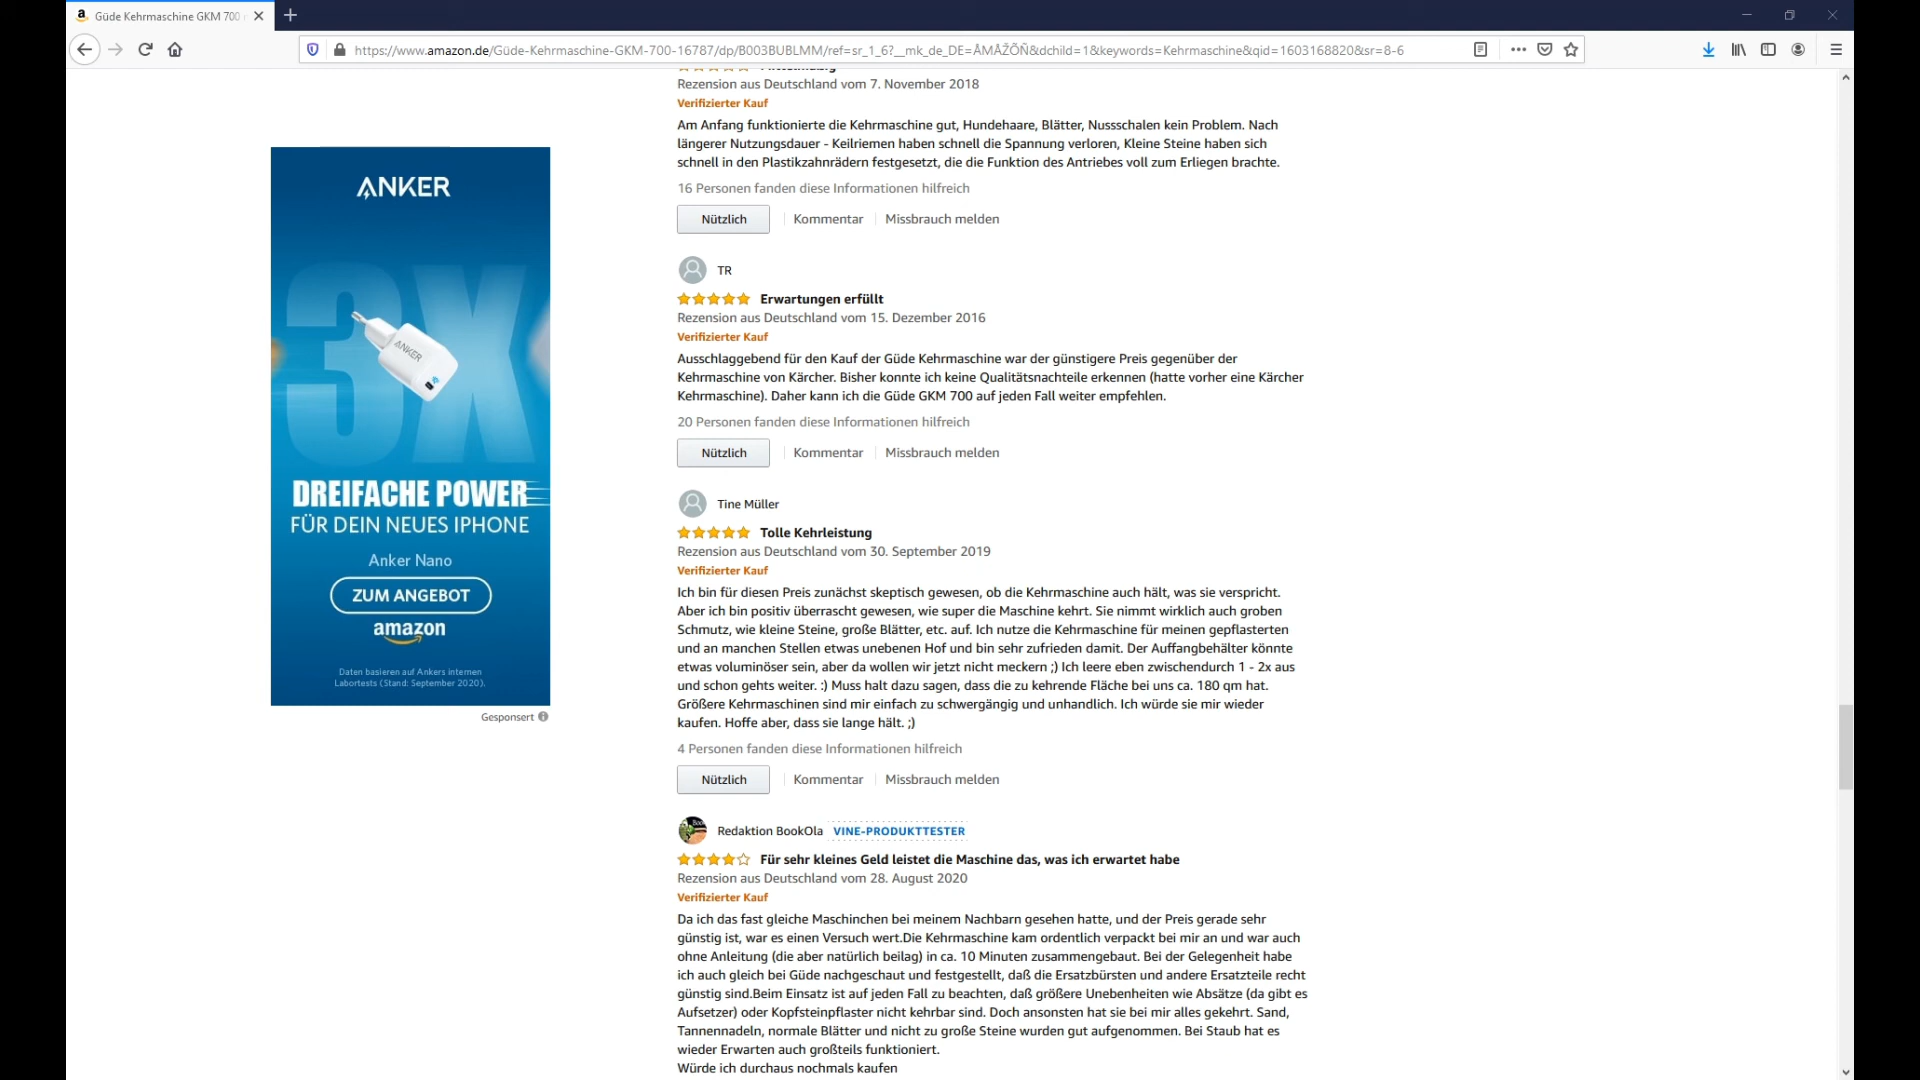 Güde Kehrmaschine GKM 700
https://www.amazon.de/Güde-Kehrmaschine-GKM-700-16787/dp/B003BUBLMM/ref=sr_1_6?__mk_de_DE=ÅMÅŽÕÑ&dchild=1&keywords=Kehrmaschine&qid=1603168820&sr=8-6
Rezension aus Deutschland vom 7. November 2018
Verifizierter Kauf
Am Anfang funktionierte die Kehrmaschine gut, Hundehaare, Blätter, Nussschalen kein Problem. Nach
längerer Nutzungsdauer - Keilriemen haben schnell die Spannung verloren, Kleine Steine haben sich
schnell in den Plastikzahnrädern festgesetzt, die die Funktion des Antriebes voll zum Erliegen brachte.
16 Personen fanden diese Informationen hilfreich
Nützlich
Kommentar
Missbrauch melden
TR
Erwartungen erfüllt
Rezension aus Deutschland vom 15. Dezember 2016
Verifizierter Kauf
Ausschlaggebend für den Kauf der Güde Kehrmaschine war der günstigere Preis gegenüber der
Kehrmaschine von Kärcher. Bisher konnte ich keine Qualitätsnachteile erkennen (hatte vorher eine Kärcher
Kehrmaschine). Daher kann ich die Güde GKM 700 auf jeden Fall weiter empfehlen.
20 Personen fanden diese Informationen hilfreich
Nützlich
Kommentar
Missbrauch melden
Tine Müller
Tolle Kehrleistung
Rezension aus Deutschland vom 30. September 2019
Verifizierter Kauf
Ich bin für diesen Preis zunächst skeptisch gewesen, ob die Kehrmaschine auch hält, was sie verspricht.
Aber ich bin positiv überrascht gewesen, wie super die Maschine kehrt. Sie nimmt wirklich auch groben
Schmutz, wie kleine Steine, große Blätter, etc. auf. Ich nutze die Kehrmaschine für meinen gepflasterten
und an manchen Stellen etwas unebenen Hof und bin sehr zufrieden damit. Der Auffangbehälter könnte
etwas voluminöser sein, aber da wollen wir jetzt nicht meckern ;) Ich leere eben zwischendurch 1 - 2x aus
und schon gehts weiter. :) Muss halt dazu sagen, dass die zu kehrende Fläche bei uns ca. 180 qm hat.
Größere Kehrmaschinen sind mir einfach zu schwergängig und unhandlich. Ich würde sie mir wieder
kaufen. Hoffe aber, dass sie lange hält. ;)
4 Personen fanden diese Informationen hilfreich
Nützlich
Kommentar
Missbrauch melden
Redaktion BookOla
VINE-PRODUKTTESTER
Für sehr kleines Geld leistet die Maschine das, was ich erwartet habe
Rezension aus Deutschland vom 28. August 2020
Verifizierter Kauf
Da ich das fast gleiche Maschinchen bei meinem Nachbarn gesehen hatte, und der Preis gerade sehr
günstig ist, war es einen Versuch wert.Die Kehrmaschine kam ordentlich verpackt bei mir an und war auch
ohne Anleitung (die aber natürlich beilag) in ca. 10 Minuten zusammengebaut. Bei der Gelegenheit habe
ich auch gleich bei Güde nachgeschaut und festgestellt, daß die Ersatzbürsten und andere Ersatzteile recht
günstig sind.Beim Einsatz ist auf jeden Fall zu beachten, daß größere Unebenheiten wie Absätze (da gibt es
Aufsetzer) oder Kopfsteinpflaster nicht kehrbar sind. Doch ansonsten hat sie bei mir alles gekehrt. Sand,
Tannennadeln, normale Blätter und nicht zu große Steine wurden gut aufgenommen. Bei Staub hat es
wieder Erwarten auch großteils funktioniert.
Würde ich durchaus nochmals kaufen
ANKER
3X
ANKER
DREIFACHE POWER
FÜR DEIN NEUES IPHONE
Anker Nano
ZUM ANGEBOT
amazon
Daten basieren auf Ankers internen
Labortests (Stand: September 2020).
Gesponsert